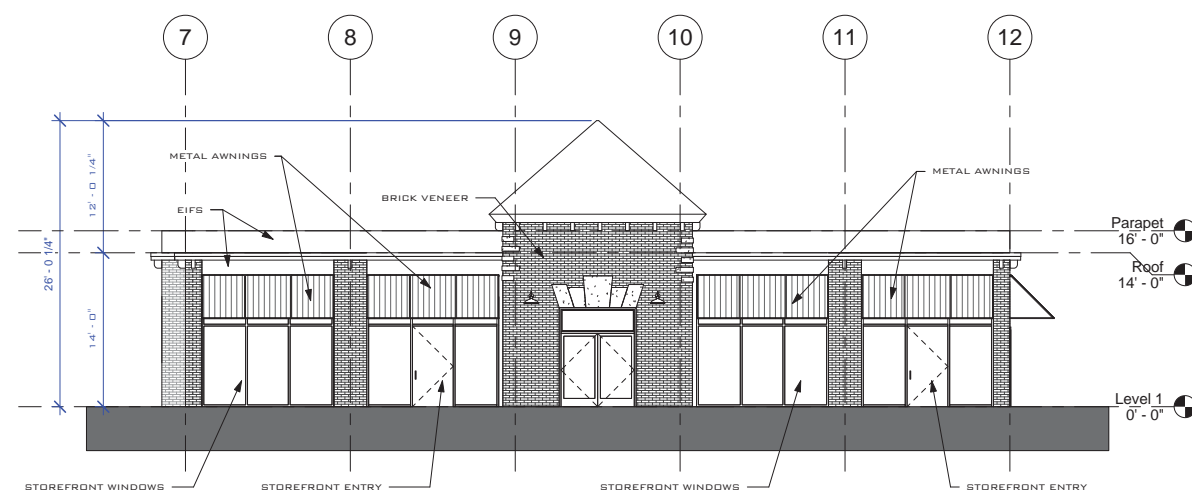 7 8 9 10 11 12
METAL AWNINGS
METAL AWNINGS
BRICK VENEER
EIFS
12' - 0 1/4"
26' - 0 1/4"
14' - 0"
Parapet
16' - 0"
Roof
14' - 0"
Level 1
0' - 0"
STOREFRONT WINDOWS
STOREFRONT ENTRY
STOREFRONT WINDOWS
STOREFRONT ENTRY